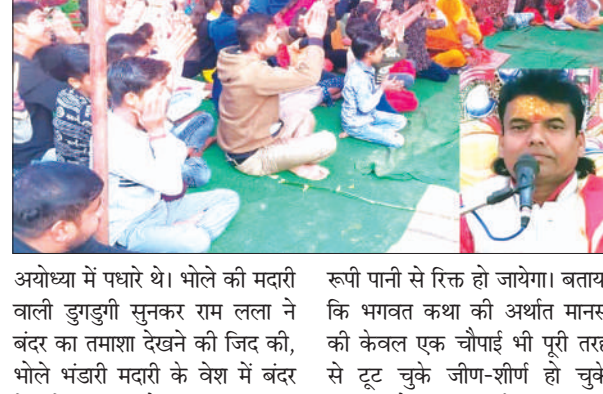 अयोध्या में पधारे थे। भोले की मदारी
वाली डुगडुगी सुनकर राम लला ने
बंदर का तमाशा देखने की जिद की,
भोले भंडारी मदारी के वेश में बंदर
रूपी पानी से रिक्त हो जायेगा। बताय
कि भगवत कथा की अर्थात मानस
की केवल एक चौपाई भी पूरी तरह
से टूट चुके जीण-शीर्ण हो चुके